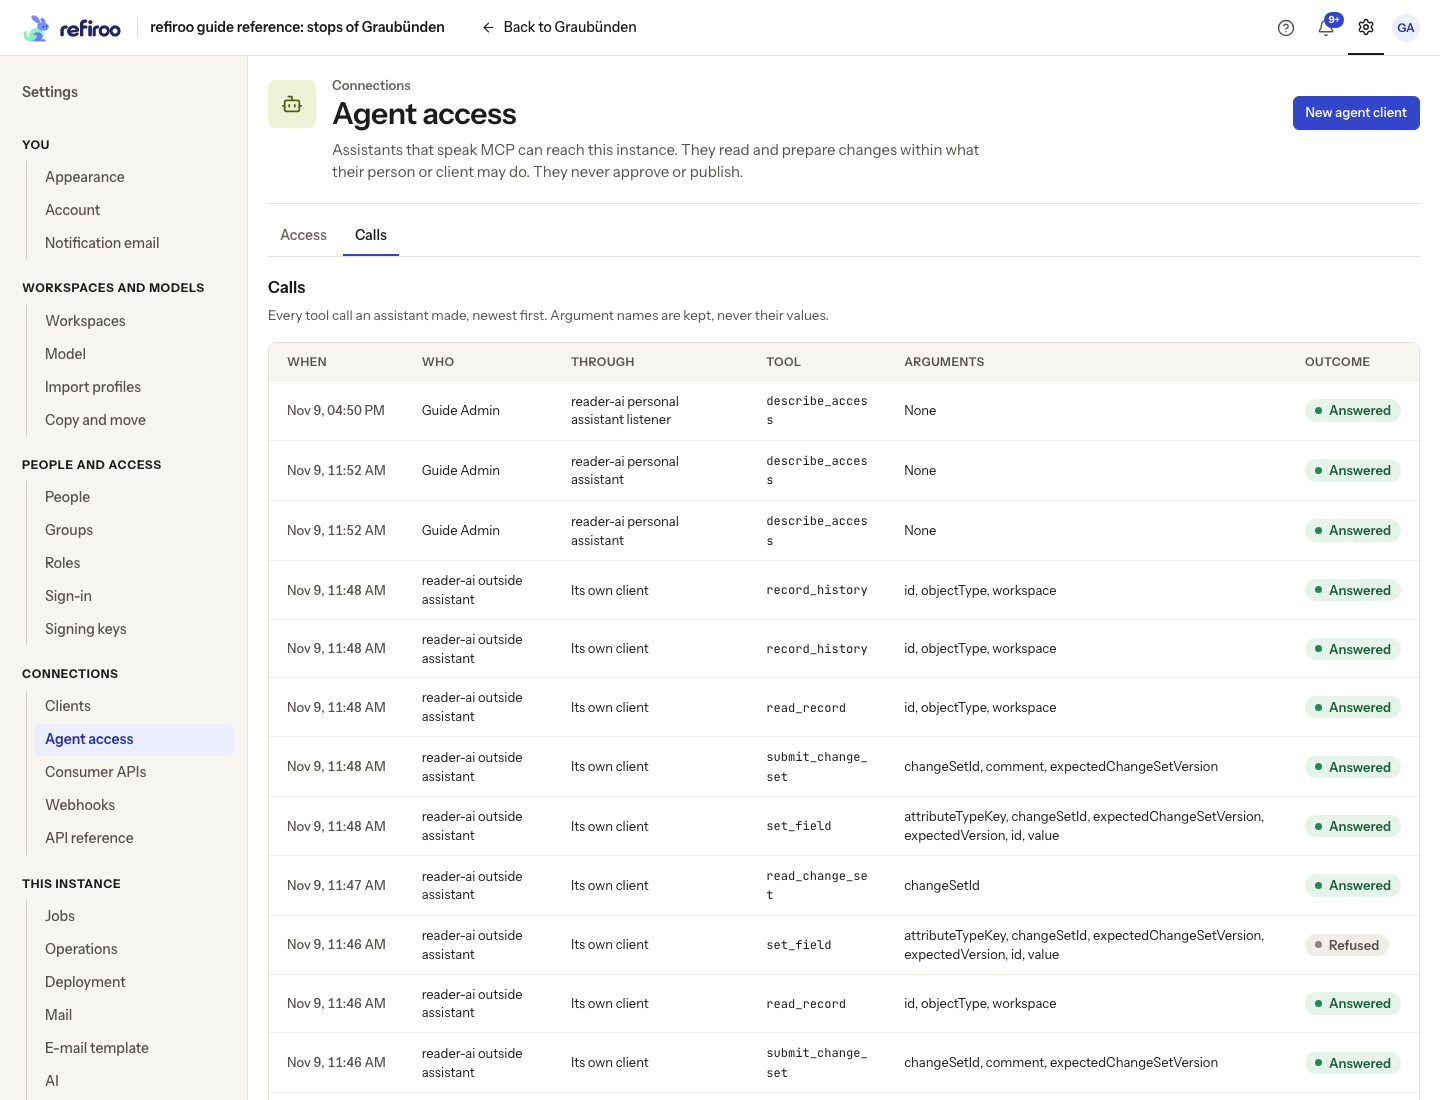 refiroo
refiroo guide reference: stops of Graubünden
Back to Graubünden
9+
GA
Settings
YOU
Appearance
Account
Notification email
WORKSPACES AND MODELS
Workspaces
Model
Import profiles
Copy and move
PEOPLE AND ACCESS
People
Groups
Roles
Sign-in
Signing keys
CONNECTIONS
Clients
Agent access
Consumer APIs
Webhooks
API reference
THIS INSTANCE
Jobs
Operations
Deployment
Mail
E-mail template
AI
Connections
Agent access
New agent client
Assistants that speak MCP can reach this instance. They read and prepare changes within what
their person or client may do. They never approve or publish.
Access Calls
Calls
Every tool call an assistant made, newest first. Argument names are kept, never their values.
WHEN WHO THROUGH TOOL ARGUMENTS OUTCOME
Nov 9, 04:50 PM Guide Admin reader-ai personal describe_acces None Answered
assistant listener s
Nov 9, 11:52 AM Guide Admin reader-ai personal describe_acces None Answered
assistant s
Nov 9, 11:52 AM Guide Admin reader-ai personal describe_acces None Answered
assistant s
Nov 9, 11:48 AM reader-ai outside Its own client record_history id, objectType, workspace Answered
assistant
Nov 9, 11:48 AM reader-ai outside Its own client record_history id, objectType, workspace Answered
assistant
Nov 9, 11:48 AM reader-ai outside Its own client read_record id, objectType, workspace Answered
assistant
Nov 9, 11:48 AM reader-ai outside Its own client submit_change_ changeSetId, comment, expectedChangeSetVersion Answered
assistant set
Nov 9, 11:48 AM reader-ai outside Its own client set_field attributeTypeKey, changeSetId, expectedChangeSetVersion, Answered
assistant expectedVersion, id, value
Nov 9, 11:47 AM reader-ai outside Its own client read_change_se changeSetId Answered
assistant t
Nov 9, 11:46 AM reader-ai outside Its own client set_field attributeTypeKey, changeSetId, expectedChangeSetVersion, Refused
assistant expectedVersion, id, value
Nov 9, 11:46 AM reader-ai outside Its own client read_record id, objectType, workspace Answered
assistant
Nov 9, 11:46 AM reader-ai outside Its own client submit_change_ changeSetId, comment, expectedChangeSetVersion Answered
assistant set